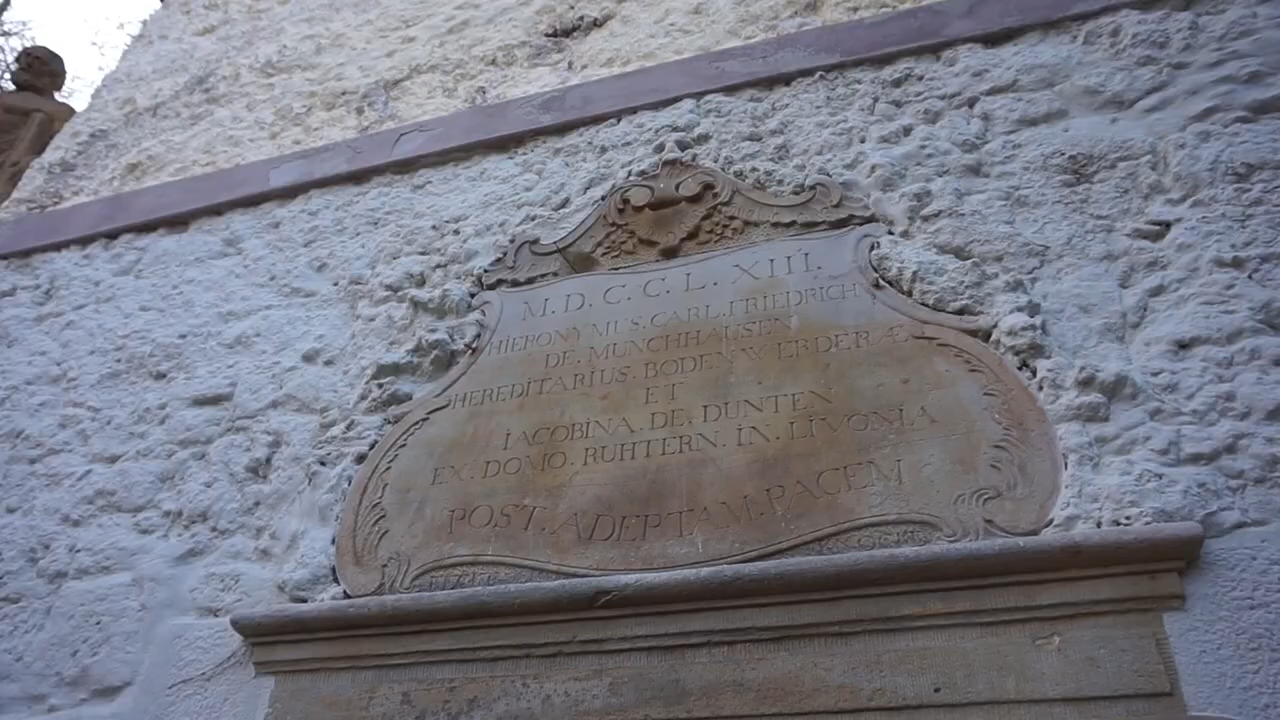 M.D.C.C.L.XIII.
HIERONYMUS.CARL.FRIEDRICH
DE.MUNCHHAUSEN
HEREDITARIUS.BODENWERDERÆ
ET
IACOBINA.DE.DUNTEN
EX.DOMO.RUHTERN.IN.LIVONIA
POST.ADEPTAM.PACEM